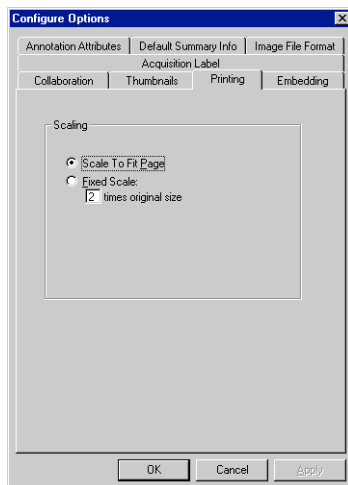 Configure Options
Annotation Attributes Default Summary Info Image File Format
Acquisition Label
Collaboration Thumbnails Printing Embedding
Scaling
Scale To Fit Page
Fixed Scale:
2 times original size
OK Cancel Apply